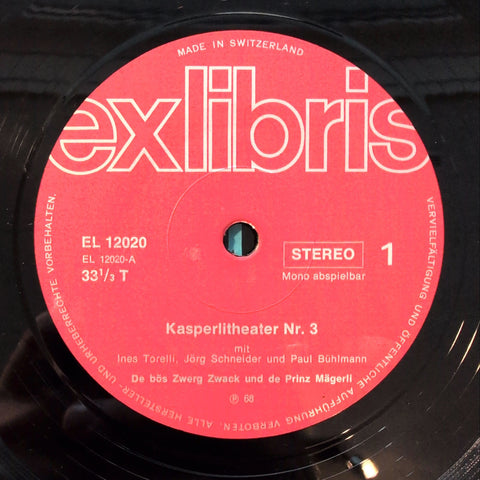 MADE IN SWITZERLAND
exlibris
EL 12020
EL 12020-A
33 1/3 T
STEREO 1
Mono abspielbar
Kasperlitheater Nr. 3
mit
Ines Torelli, Jörg Schneider und Paul Bühlmann
De bös Zwerg Zwack und de Prinz Mägerli
Ⓟ 68
ALLE HERSTELLER- UND URHEBERRECHTE VORBEHALTEN.
VERVIELFÄLTIGUNG UND ÖFFENTLICHE AUFFÜHRUNG VERBOTEN.